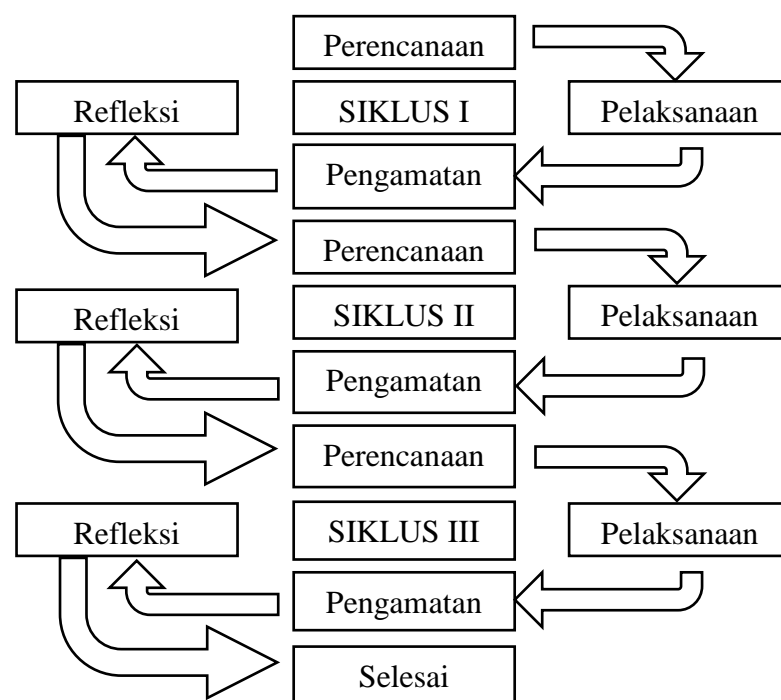 Perencanaan
Refleksi
SIKLUS I
Pelaksanaan
Pengamatan
Perencanaan
Refleksi
SIKLUS II
Pelaksanaan
Pengamatan
Perencanaan
Refleksi
SIKLUS III
Pelaksanaan
Pengamatan
Selesai